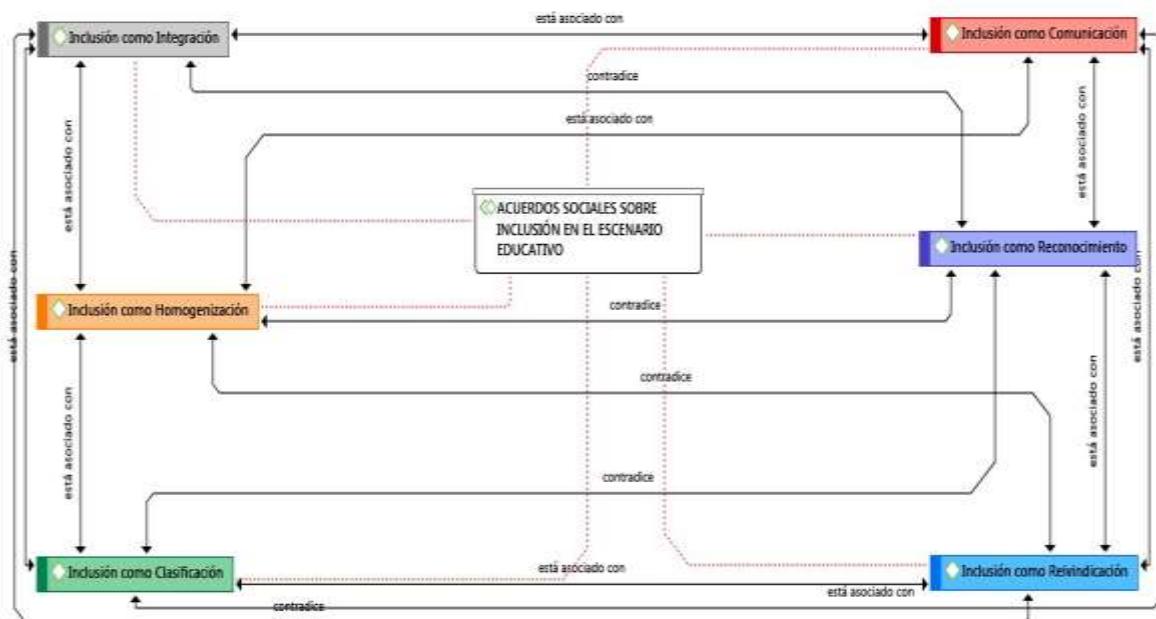 está asociado con
Inclusión como Integración
Inclusión como Comunicación
contradice
está asociado con
está asociado con
está asociado con
ACUERDOS SOCIALES SOBRE
INCLUSIÓN EN EL ESCENARIO
EDUCATIVO
Inclusión como Reconocimiento
está asociado con
está asociado con
Inclusión como Homogenización
contradice
contradice
está asociado con
está asociado con
contradice
Inclusión como Clasificación
está asociado con
Inclusión como Reivindicación
está asociado con
contradice